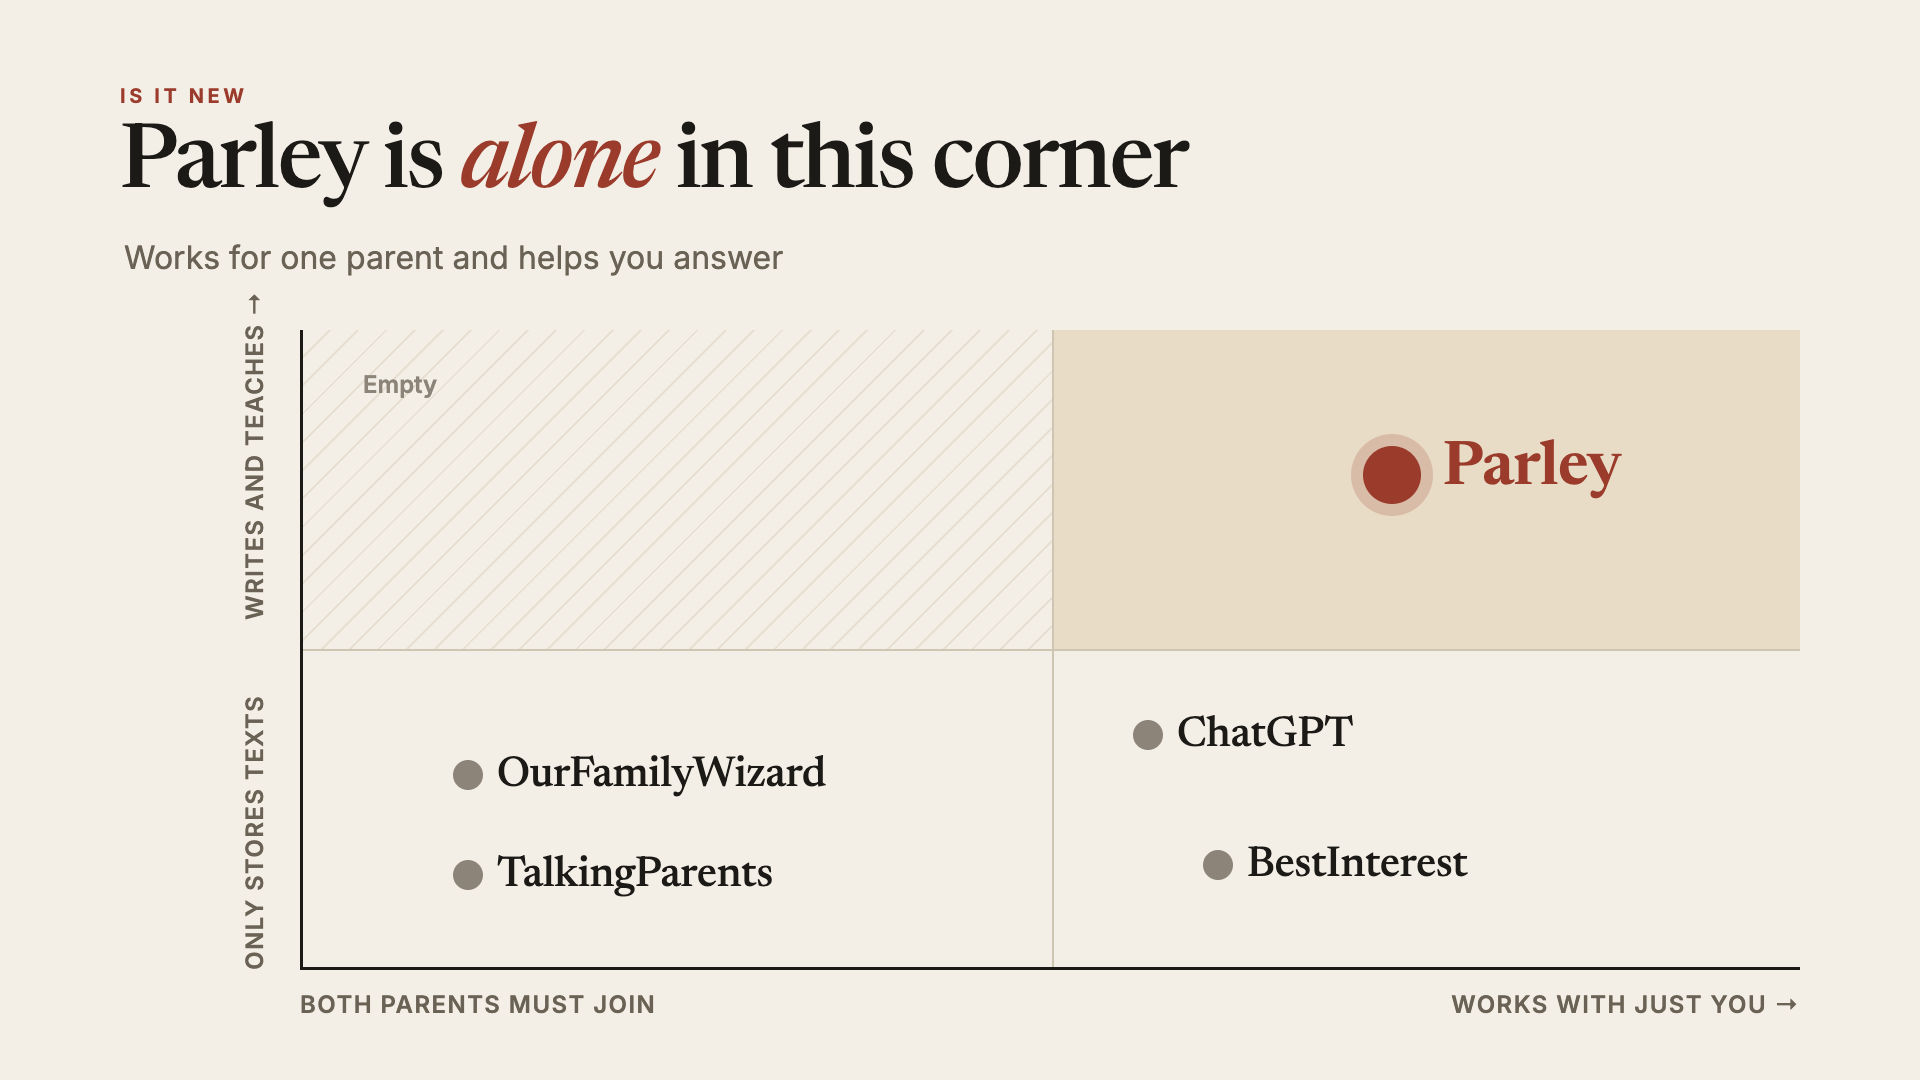 IS IT NEW
Parley is alone in this corner
Works for one parent and helps you answer
WRITES AND TEACHES →
ONLY STORES TEXTS
Empty
Parley
ChatGPT
OurFamilyWizard
BestInterest
TalkingParents
BOTH PARENTS MUST JOIN
WORKS WITH JUST YOU →